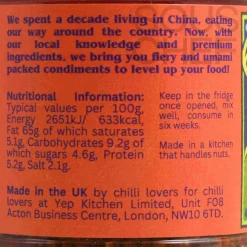 We spent a decade living in China, eating
our way around the country. Now, with
our local knowledge and premium
ingredients, we bring you fiery and umami
packed condiments to level up your food!
Nutritional Information:
Typical values per 100g,
Energy 2651kJ/ 633kcal,
Fat 65g of which saturates
5.1g, Carbohydrates 9.2g of
which sugars 4.6g, Protein
5.2g, Salt 2.1g
Keep in the fridge
once opened, mix
well, consume in
six weeks.
Made in a kitchen
that handles nuts.
Made in the UK by chilli lovers for chilli
lovers at Yep Kitchen Limited, Unit F08
Acton Business Centre, London, NW10 6TD.